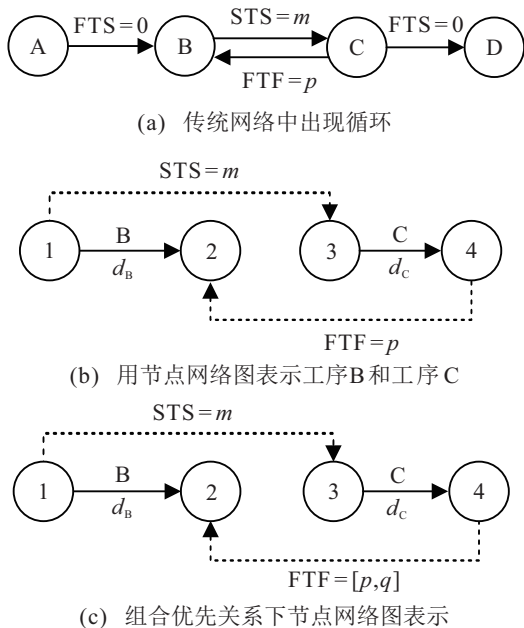 FTS=0 STS=m FTS=0
A B C D
FTF=p
(a) 传统网络中出现循环
STS=m
B C
1 2 3 4
d_B d_C
FTF=p
(b) 用节点网络图表示工序B和工序C
STS=m
B C
1 2 3 4
d_B d_C
FTF=[p,q]
(c) 组合优先关系下节点网络图表示